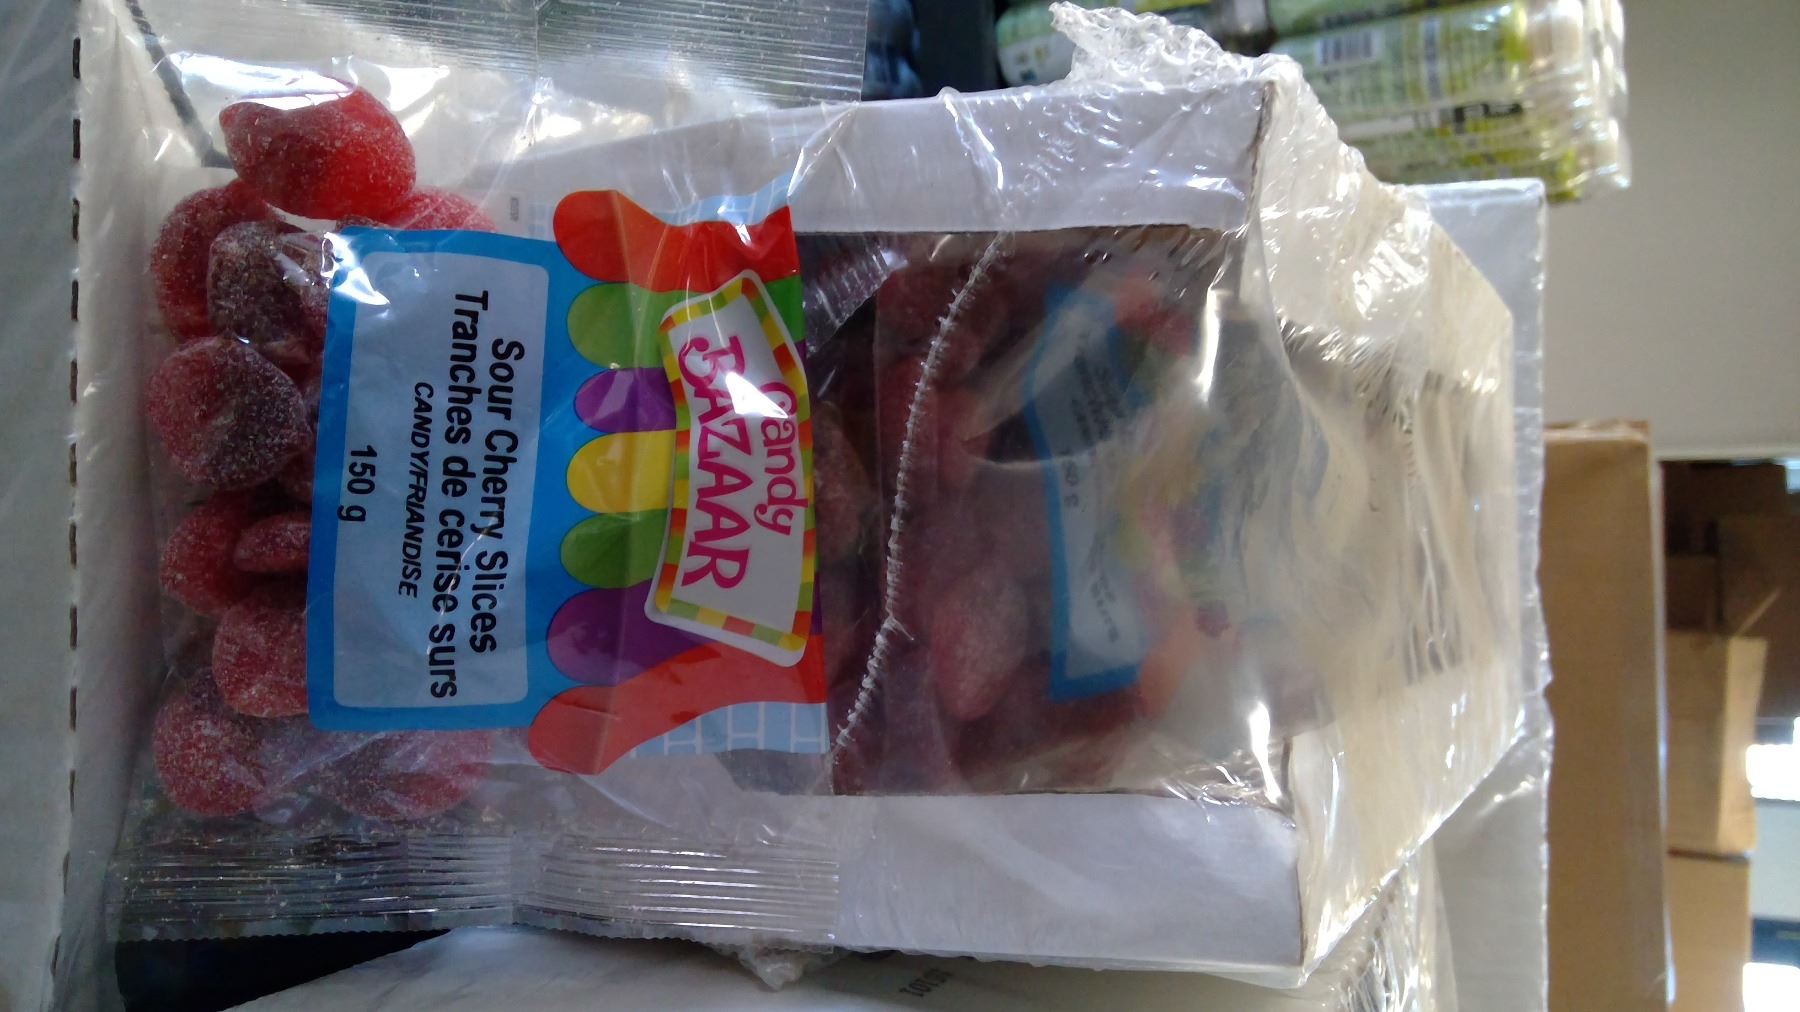 Candy
BAZAAR
Sour Cherry Slices
Tranches de cerise surs
CANDY/FRIANDISE
150 g